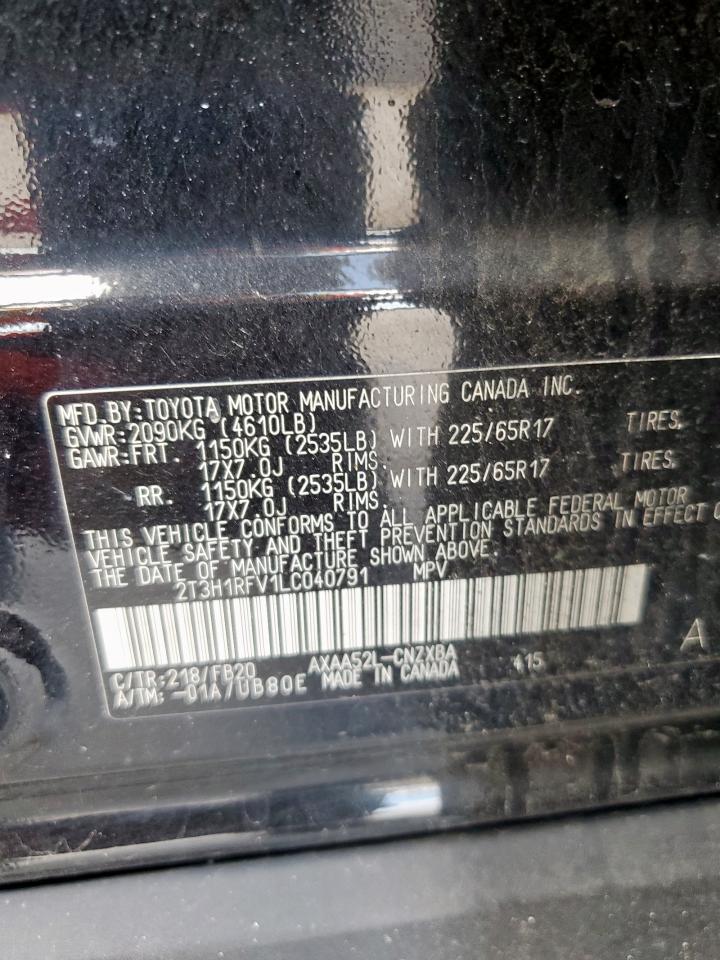 MFD.BY:TOYOTA MOTOR MANUFACTURING CANADA INC.
GVWR:2090KG (4610LB)
GAWR:FRT. 1150KG (2535LB) WITH 225/65R17 TIRES,
17X7.0J RIMS,
RR. 1150KG (2535LB) WITH 225/65R17 TIRES,
17X7.0J RIMS.
THIS VEHICLE CONFORMS TO ALL APPLICABLE FEDERAL MOTOR
VEHICLE SAFETY AND THEFT PREVENTION STANDARDS IN EFFECT
THE DATE OF MANUFACTURE SHOWN ABOVE.
2T3H1RFV1LC040791 MPV
C/TR:218/FB20 AXAA52L-CNZXBA 415 A
A/TM: -01A/UB80E MADE IN CANADA